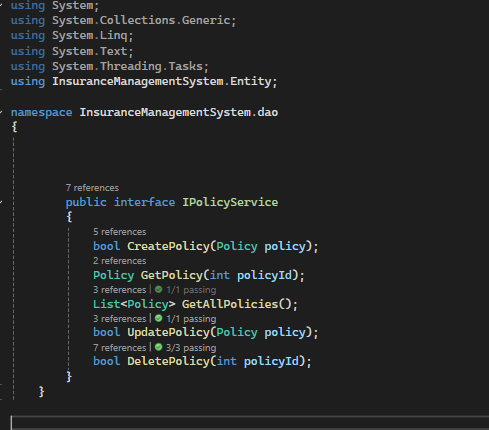 using System;
using System.Collections.Generic;
using System.Linq;
using System.Text;
using System.Threading.Tasks;
using InsuranceManagementSystem.Entity;
namespace InsuranceManagementSystem.dao
{
7 references
public interface IPolicyService
{
5 references
bool CreatePolicy(Policy policy);
2 references
Policy GetPolicy(int policyId);
3 references | 1/1 passing
List<Policy> GetAllPolicies();
3 references | 1/1 passing
bool UpdatePolicy(Policy policy);
7 references | 3/3 passing
bool DeletePolicy(int policyId);
}
}